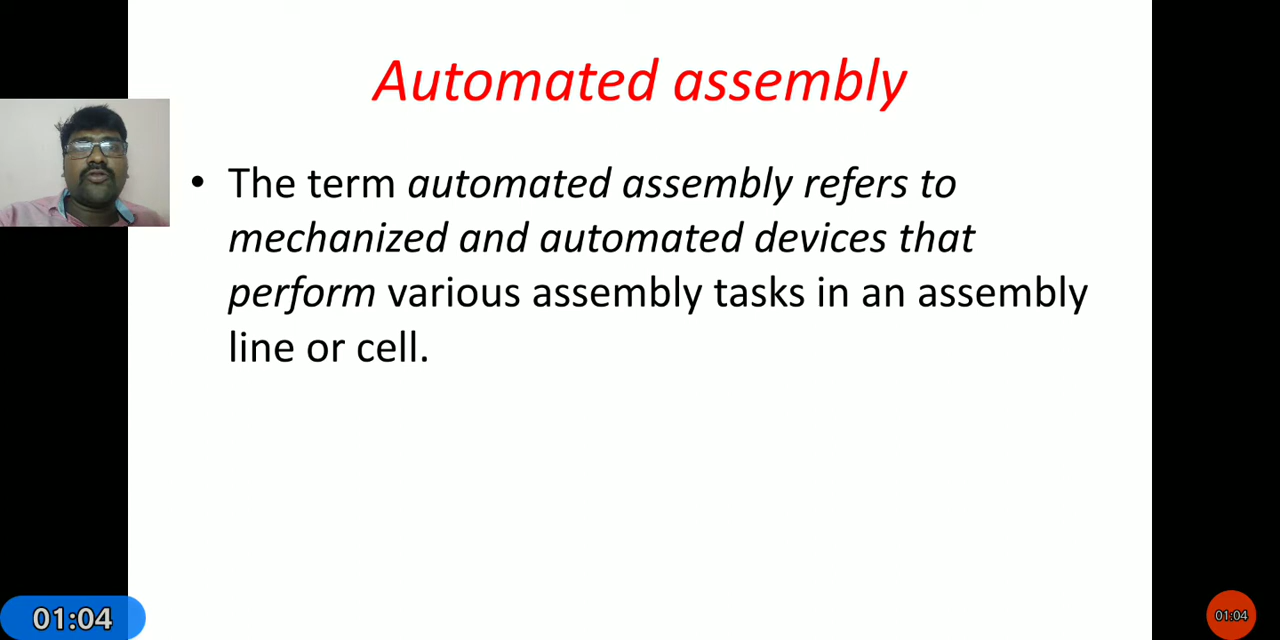 Automated assembly
• The term automated assembly refers to
mechanized and automated devices that
perform various assembly tasks in an assembly
line or cell.
01:04
01:04